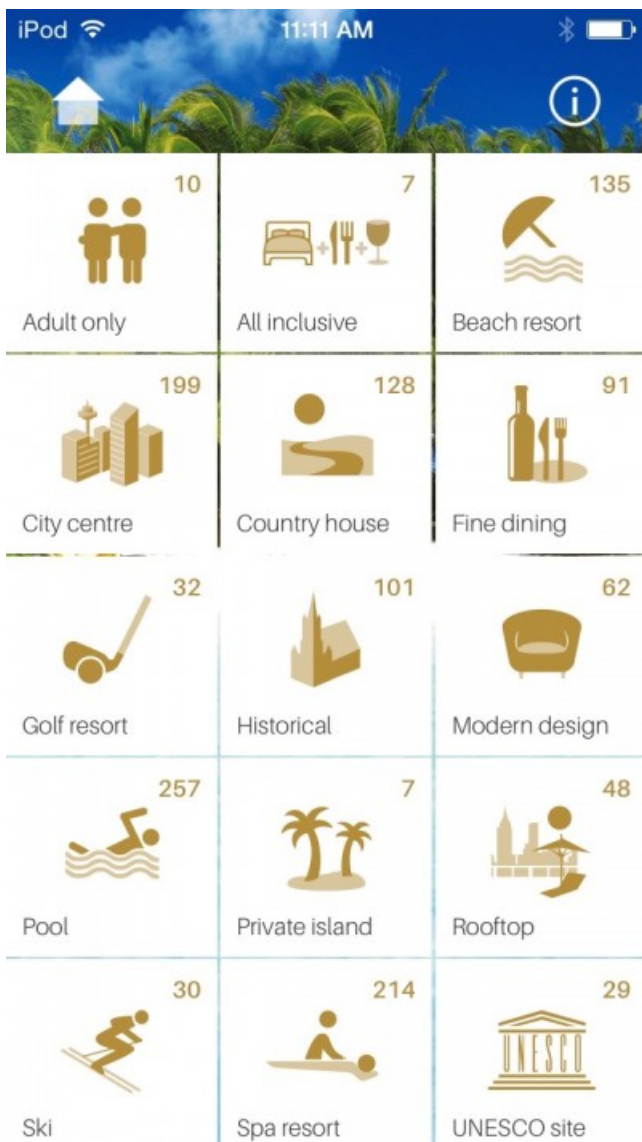 iPod 11:11 AM
i
10 7 135
Adult only All inclusive Beach resort
199 128 91
City centre Country house Fine dining
32 101 62
Golf resort Historical Modern design
257 7 48
Pool Private island Rooftop
30 214 29
UNESCO
Ski Spa resort UNESCO site